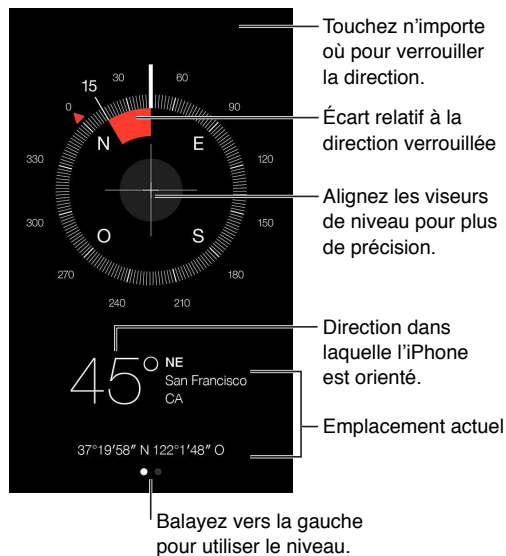 Touchez n’importe
où pour verrouiller
la direction.
Écart relatif à la
direction verrouillée
Alignez les viseurs
de niveau pour plus
de précision.
Direction dans
laquelle l’iPhone
est orienté.
Emplacement actuel
Balayez vers la gauche
pour utiliser le niveau.
15
0
30
60
90
120
150
180
210
240
270
300
330
N
E
S
O
45° NE
San Francisco
CA
37°19′58″ N 122°1′48″ O